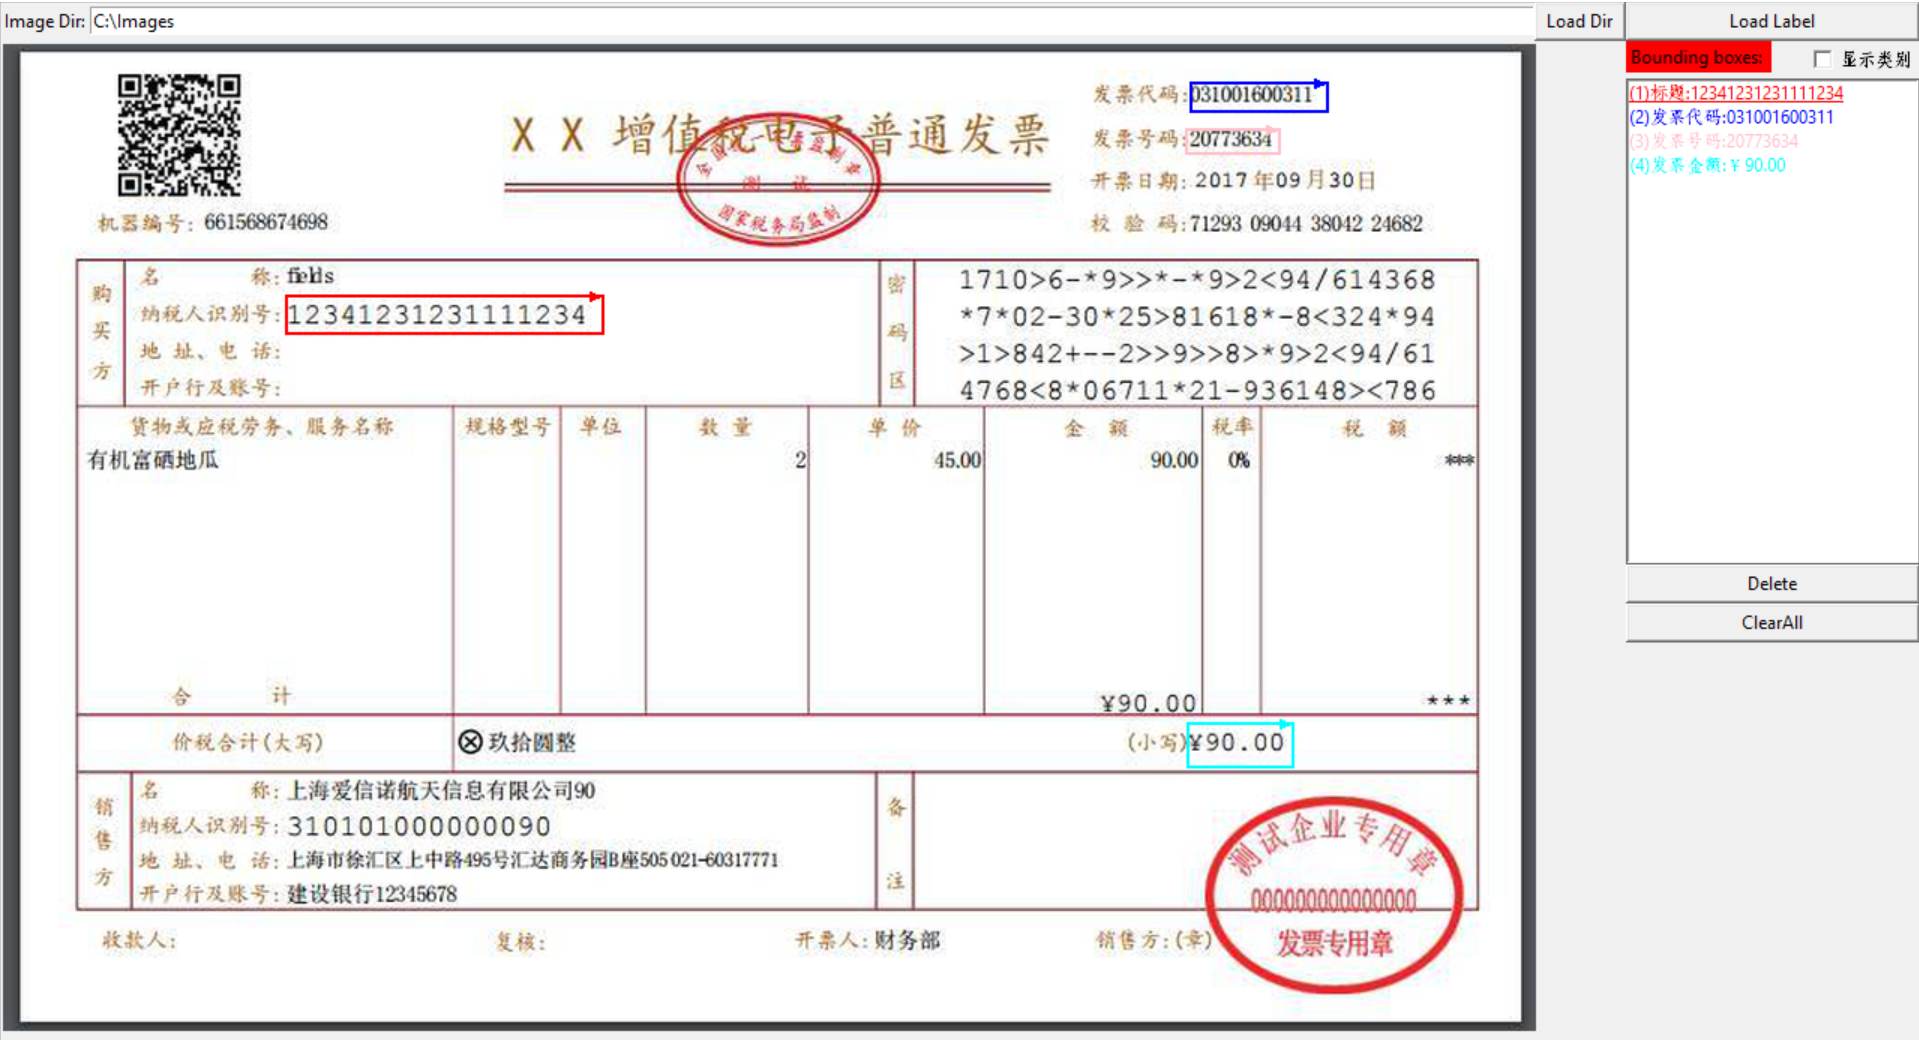 Image Dir: C:\Images Load Dir Load Label
Bounding boxes: 显示类别
(1)标题:12341231231111234
(2)发票代码:031001600311
(3)发票号码:20773634
(4)发票金额:¥90.00
Delete
ClearAll
发票代码:031001600311
XX增值税电子普通发票
发票号码:20773634
全国统一发票监制章
测试
国家税务局监制
开票日期:2017年09月30日
机器编号:661568674698
校验码:71293 09044 38042 24682
购买方
名称:fields
纳税人识别号:12341231231111234
地址、电话:
开户行及账号:
密码区
1710>6-*9>>*-*9>2<94/614368
*7*02-30*25>81618*-8<324*94
>1>842+--2>>9>>8>*9>2<94/61
4768<8*06711*21-936148><786
货物或应税劳务、服务名称 规格型号 单位 数量 单价 金额 税率 税额
有机富硒地瓜 2 45.00 90.00 0% ***
合计 ¥90.00 ***
价税合计(大写) ⊗玖拾圆整 (小写)¥90.00
销售方
名称:上海爱信诺航天信息有限公司90
纳税人识别号:310101000000090
地址、电话:上海市徐汇区上中路495号汇达商务园B座505 021-60317771
开户行及账号:建设银行12345678
备注
测试企业专用章
000000000000000
发票专用章
收款人: 复核: 开票人:财务部 销售方:(章)